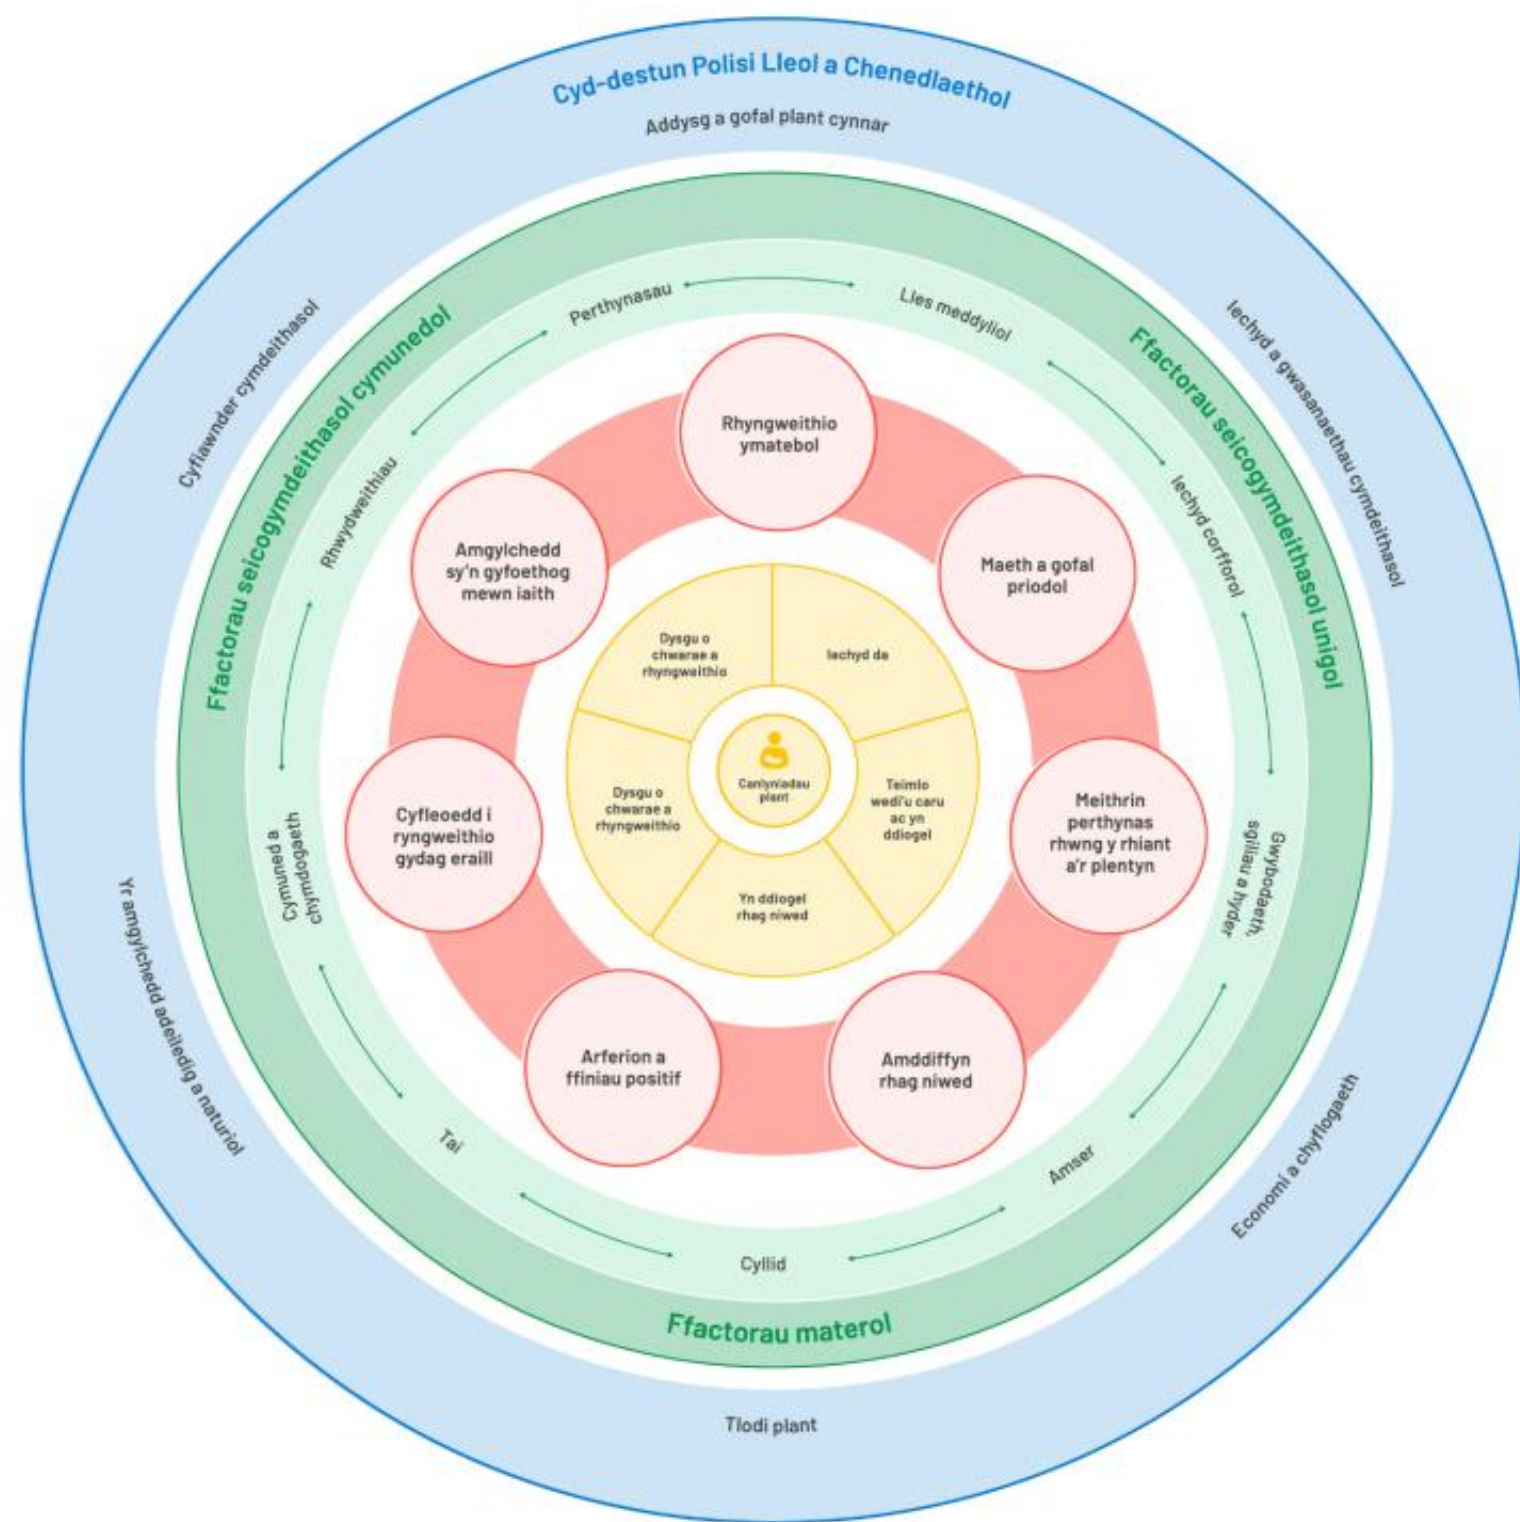 Cyd-destun Polisi Lleol a Chenedlaethol
Addysg a gofal plant cynnar
Iechyd a gwasanaethau cymdeithasol
Economi a chyflogaeth
Tlodi plant
Yr amgylchedd adeiledig a naturiol
Cyfiawnder cymdeithasol
Ffactorau seicogymdeithasol cymunedol
Ffactorau seicogymdeithasol unigol
Ffactorau materol
Perthynasau
Lles meddyliol
Iechyd corfforol
Gwybodaeth,
sgiliau a hyder
Amser
Cyllid
Tai
Cymuned a
chymdogaeth
Rhwydweithiau
Rhyngweithio
ymatebol
Maeth a gofal
priodol
Meithrin
perthynas
rhwng y rhiant
a'r plentyn
Amddiffyn
rhag niwed
Arferion a
ffiniau positif
Cyfleoedd i
ryngweithio
gydag eraill
Amgylchedd
sy'n gyfoethog
mewn iaith
Dysgu o
chwarae a
rhyngweithio
Iechyd da
Teimlo
wedi'u caru
ac yn
ddiogel
Yn ddiogel
rhag niwed
Dysgu o
chwarae a
rhyngweithio
Canlyniadau
plant